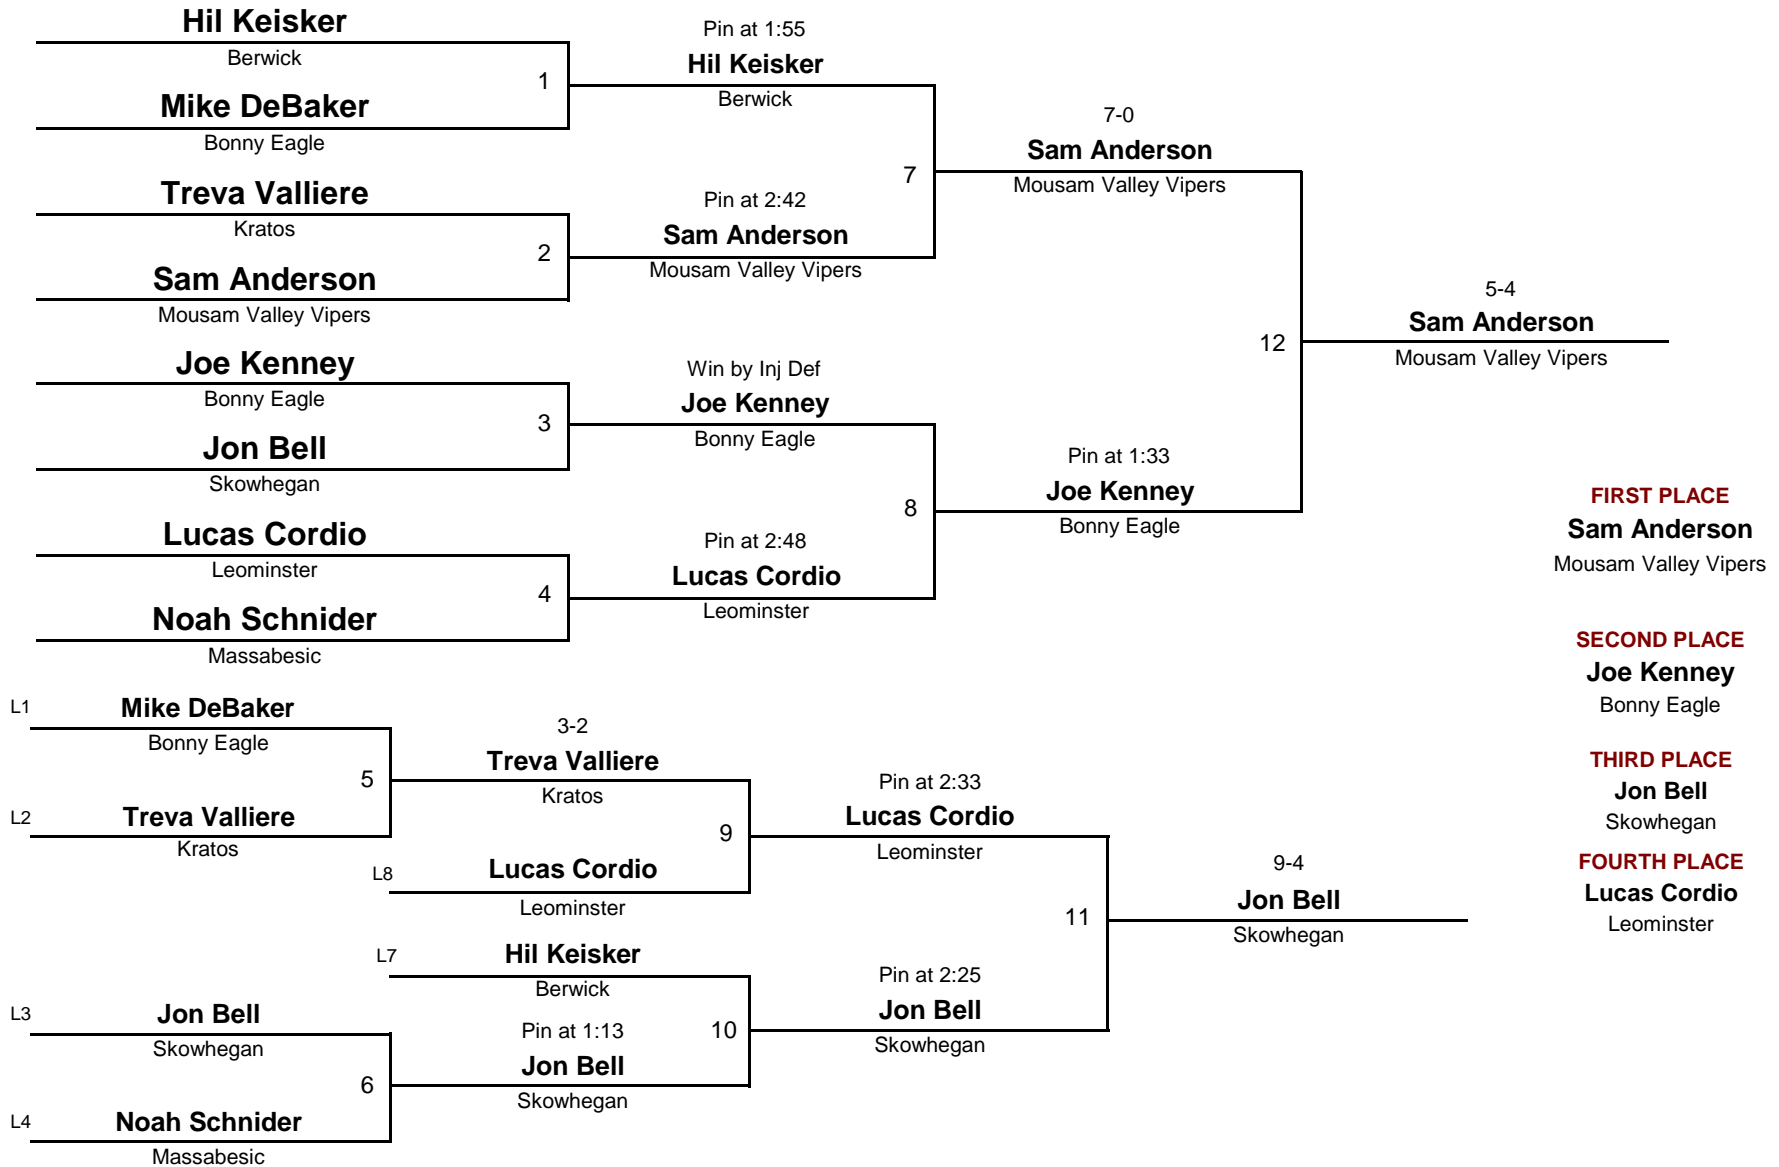 Hil Keisker
Berwick
1
Mike DeBaker
Bonny Eagle
Treva Valliere
Kratos
2
Sam Anderson
Mousam Valley Vipers
Joe Kenney
Bonny Eagle
3
Jon Bell
Skowhegan
Lucas Cordio
Leominster
4
Noah Schnider
Massabesic
Pin at 1:55
Hil Keisker
Berwick
7
Pin at 2:42
Sam Anderson
Mousam Valley Vipers
Win by Inj Def
Joe Kenney
Bonny Eagle
8
Pin at 2:48
Lucas Cordio
Leominster
7-0
Sam Anderson
Mousam Valley Vipers
12
Pin at 1:33
Joe Kenney
Bonny Eagle
5-4
Sam Anderson
Mousam Valley Vipers
L1
Mike DeBaker
Bonny Eagle
5
L2
Treva Valliere
Kratos
L3
Jon Bell
Skowhegan
6
L4
Noah Schnider
Massabesic
3-2
Treva Valliere
Kratos
9
L8
Lucas Cordio
Leominster
L7
Hil Keisker
Berwick
10
Pin at 1:13
Jon Bell
Skowhegan
Pin at 2:33
Lucas Cordio
Leominster
11
Pin at 2:25
Jon Bell
Skowhegan
9-4
Jon Bell
Skowhegan
FIRST PLACE
Sam Anderson
Mousam Valley Vipers
SECOND PLACE
Joe Kenney
Bonny Eagle
THIRD PLACE
Jon Bell
Skowhegan
FOURTH PLACE
Lucas Cordio
Leominster